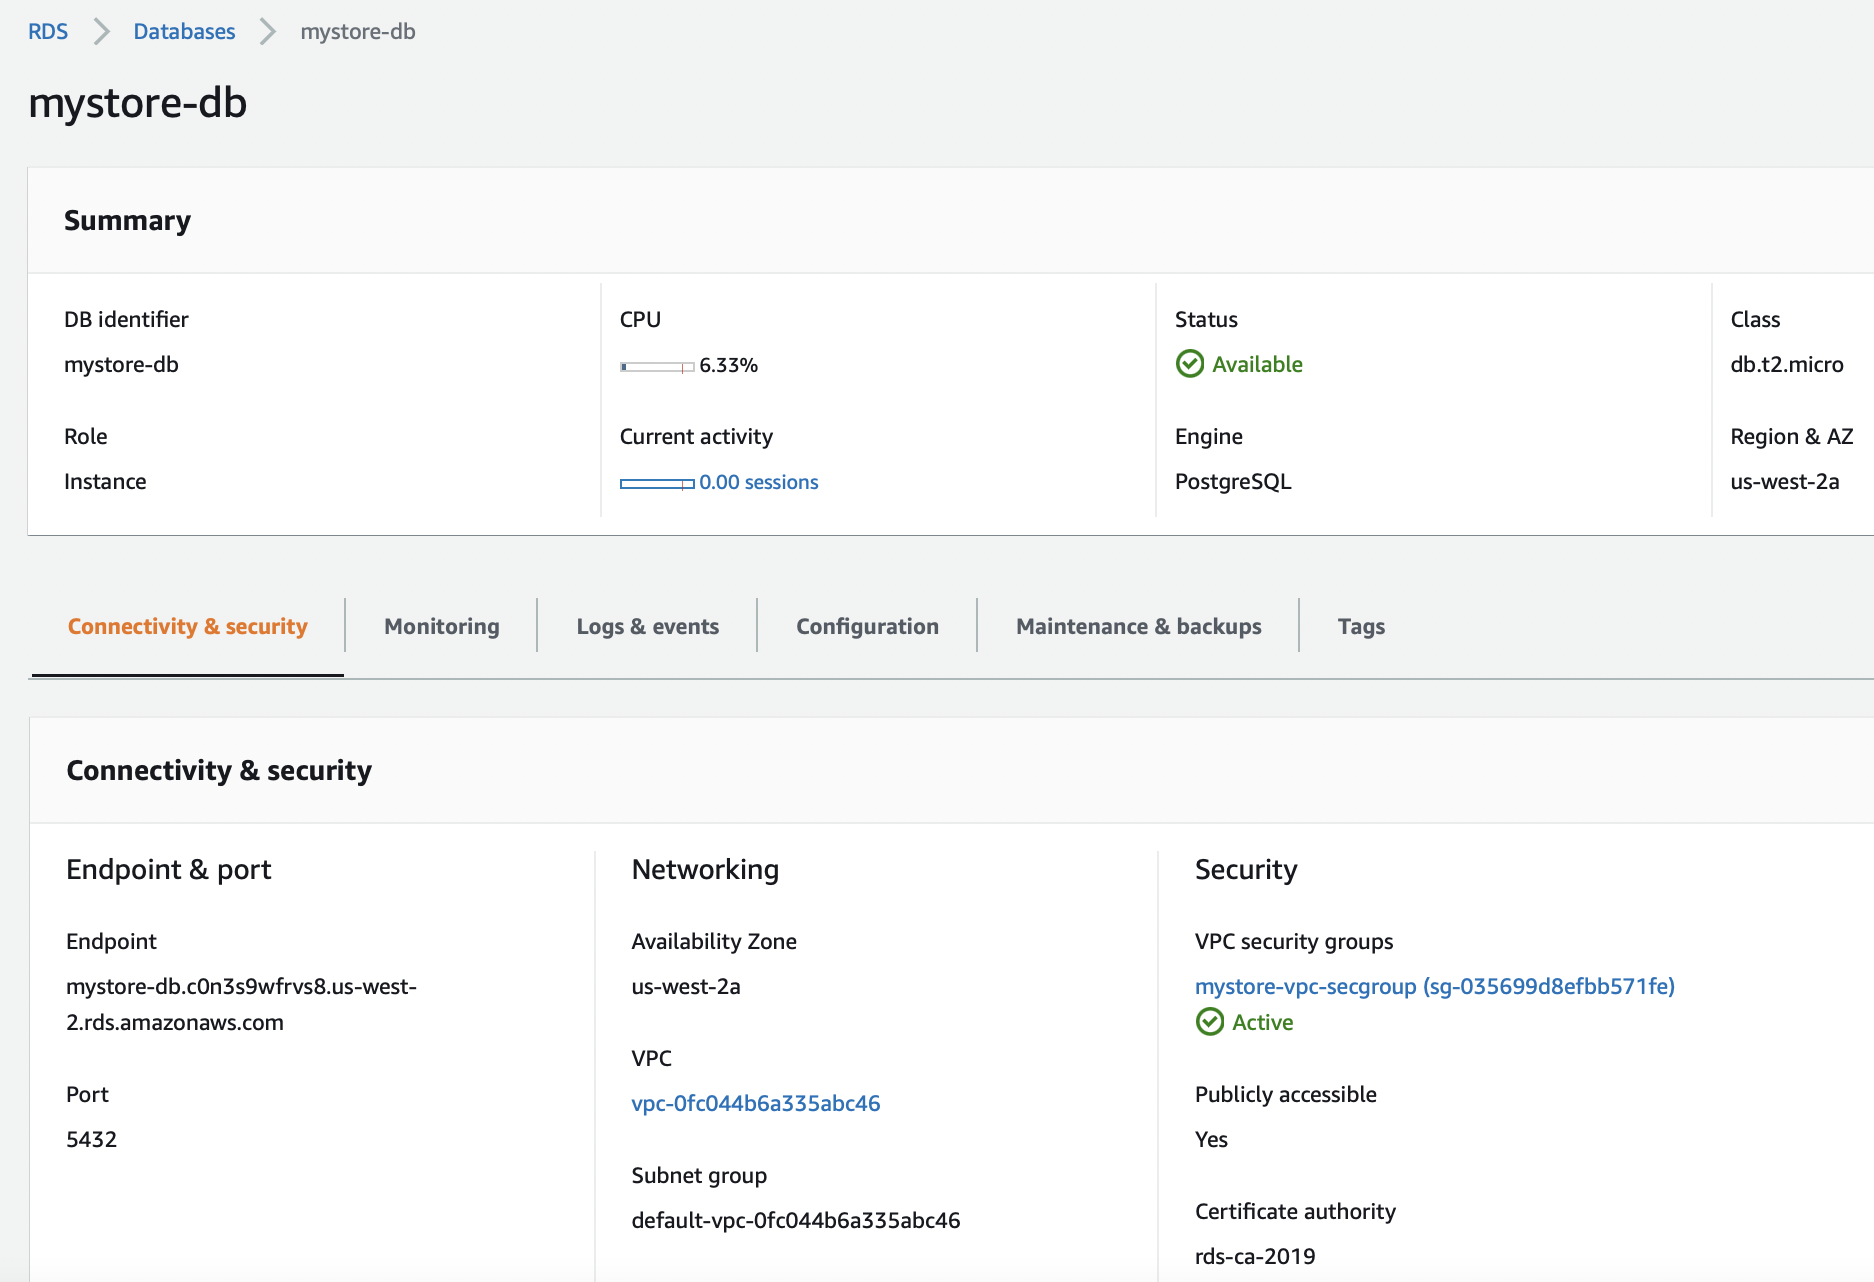 RDS > Databases > mystore-db
mystore-db
Summary
DB identifier
mystore-db
CPU
6.33%
Status
Available
Class
db.t2.micro
Role
Instance
Current activity
0.00 sessions
Engine
PostgreSQL
Region & AZ
us-west-2a
Connectivity & security
Monitoring
Logs & events
Configuration
Maintenance & backups
Tags
Connectivity & security
Endpoint & port
Endpoint
mystore-db.c0n3s9wfrvs8.us-west-
2.rds.amazonaws.com
Port
5432
Networking
Availability Zone
us-west-2a
VPC
vpc-0fc044b6a335abc46
Subnet group
default-vpc-0fc044b6a335abc46
Security
VPC security groups
mystore-vpc-secgroup (sg-035699d8efbb571fe)
Active
Publicly accessible
Yes
Certificate authority
rds-ca-2019